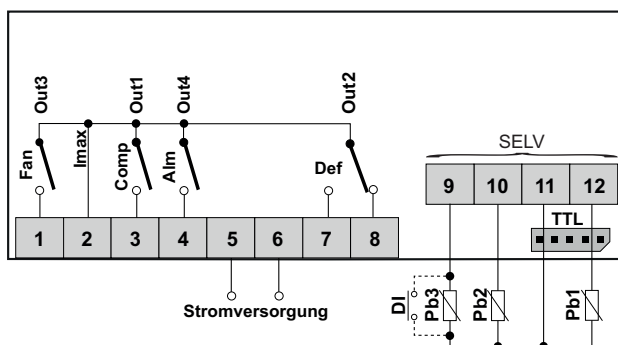 Out3
Out1
Out4
Out2
Fan
Imax
Comp
Alm
Def
SELV
1 2 3 4 5 6 7 8
9 10 11 12
TTL
Stromversorgung
DI
Pb3
Pb2
Pb1